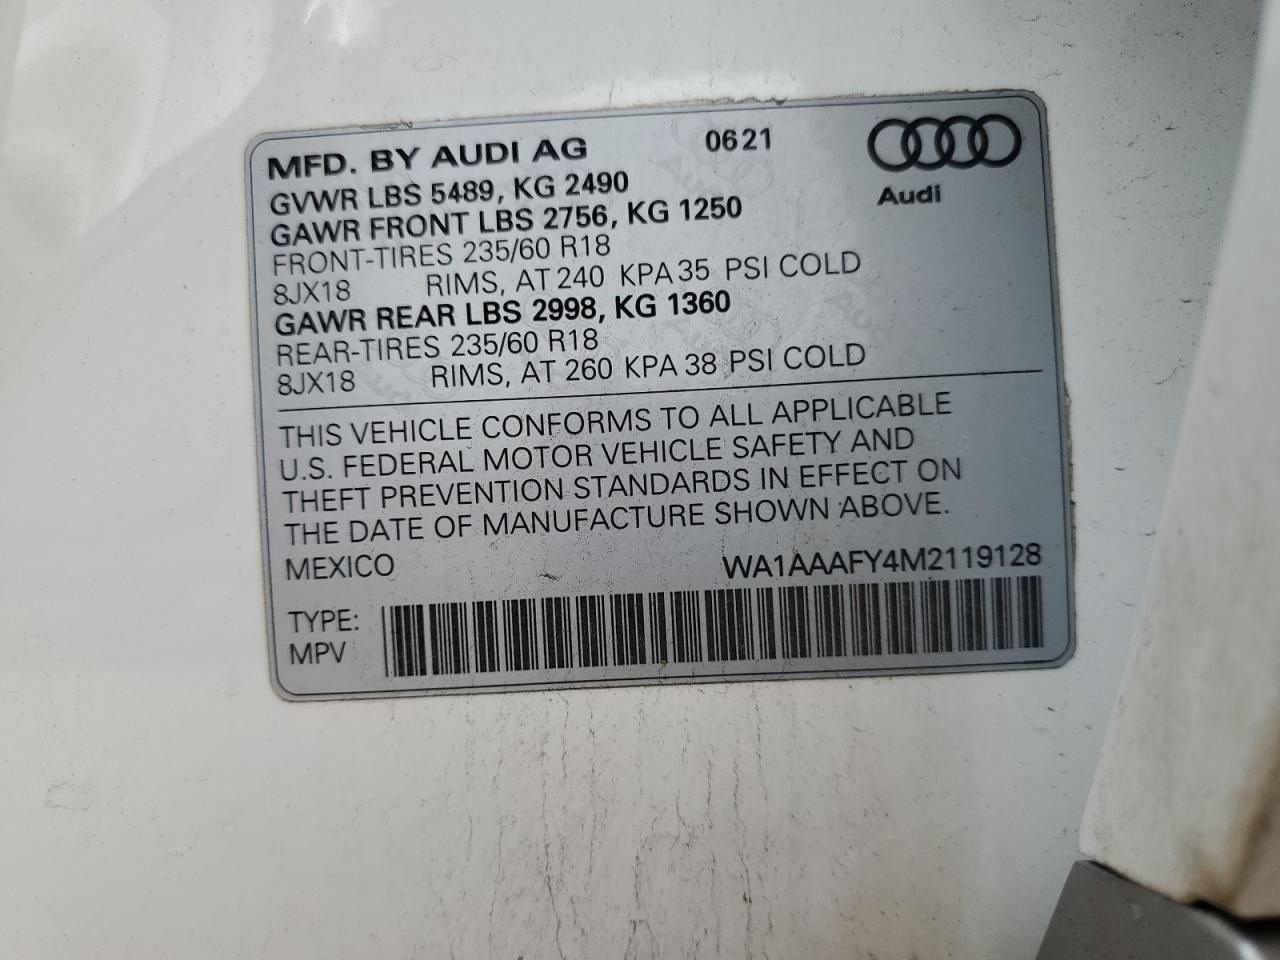 MFD. BY AUDI AG 0621
Audi
GVWR LBS 5489, KG 2490
GAWR FRONT LBS 2756, KG 1250
FRONT-TIRES 235/60 R18
8JX18 RIMS, AT 240 KPA 35 PSI COLD
GAWR REAR LBS 2998, KG 1360
REAR-TIRES 235/60 R18
8JX18 RIMS, AT 260 KPA 38 PSI COLD
THIS VEHICLE CONFORMS TO ALL APPLICABLE
U.S. FEDERAL MOTOR VEHICLE SAFETY AND
THEFT PREVENTION STANDARDS IN EFFECT ON
THE DATE OF MANUFACTURE SHOWN ABOVE.
MEXICO WA1AAAFY4M2119128
TYPE:
MPV